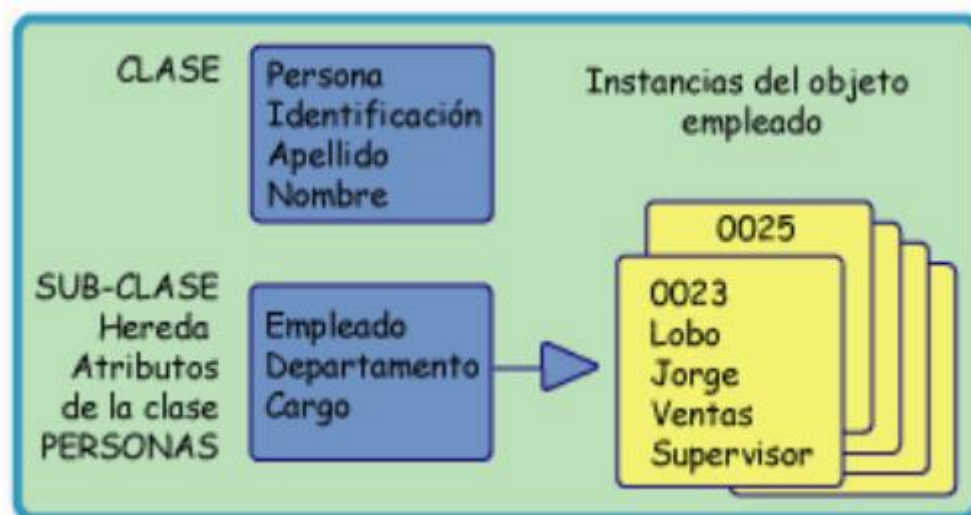 CLASE
Persona
Identificación
Apellido
Nombre
Instancias del objeto
empleado
SUB-CLASE
Hereda
Atributos
de la clase
PERSONAS
Empleado
Departamento
Cargo
0025
0023
Lobo
Jorge
Ventas
Supervisor